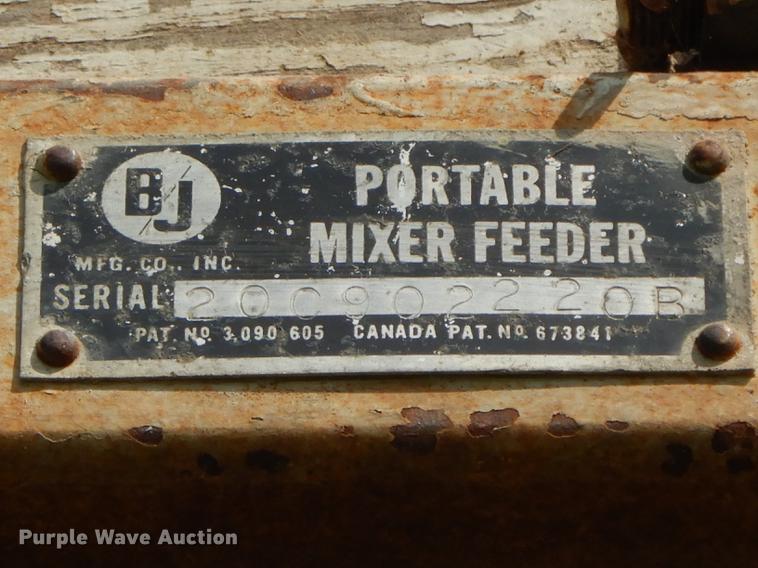 B/J
PORTABLE
MIXER FEEDER
MFG. CO., INC.
SERIAL 20C902220B
PAT. NO. 3,090 605 CANADA PAT. NO. 673841
Purple Wave Auction